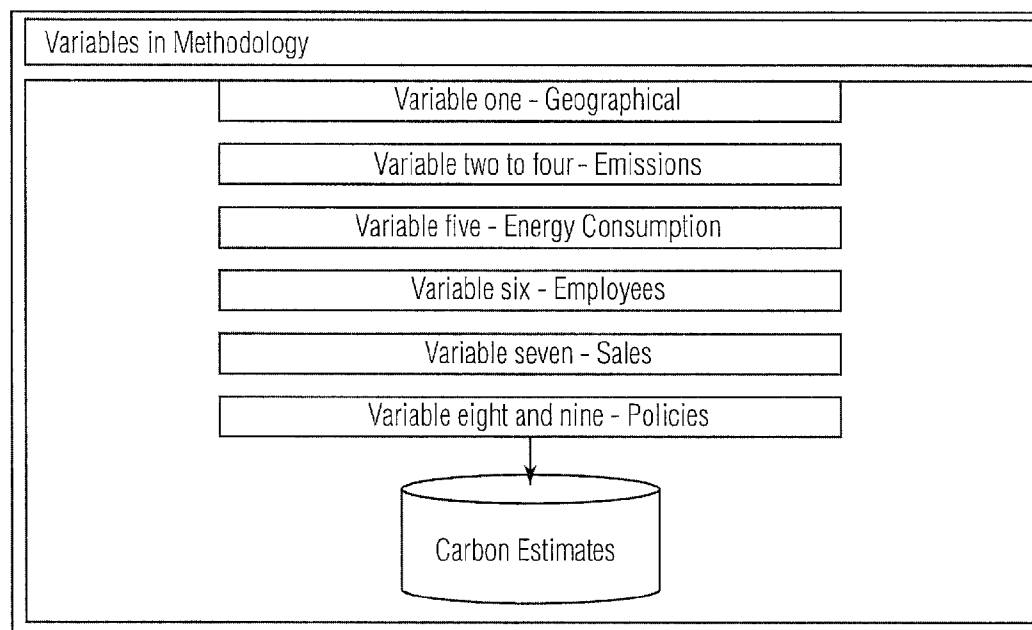 Variables in Methodology
Variable one - Geographical
Variable two to four - Emissions
Variable five - Energy Consumption
Variable six - Employees
Variable seven - Sales
Variable eight and nine - Policies
Carbon Estimates